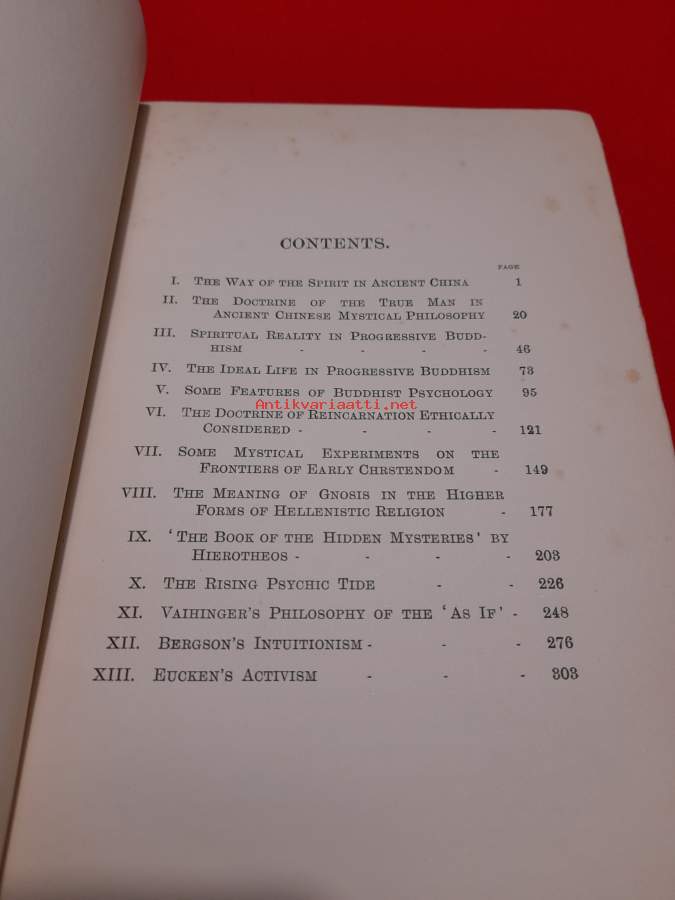 CONTENTS.
PAGE
I. THE WAY OF THE SPIRIT IN ANCIENT CHINA 1
II. THE DOCTRINE OF THE TRUE MAN IN
ANCIENT CHINESE MYSTICAL PHILOSOPHY 20
III. SPIRITUAL REALITY IN PROGRESSIVE BUDD-
HISM - - - - 46
IV. THE IDEAL LIFE IN PROGRESSIVE BUDDHISM 73
V. SOME FEATURES OF BUDDHIST PSYCHOLOGY 95
Antikvariaatti.net
VI. THE DOCTRINE OF REINCARNATION ETHICALLY
CONSIDERED - - - - 121
VII. SOME MYSTICAL EXPERIMENTS ON THE
FRONTIERS OF EARLY CHRSTENDOM - 149
VIII. THE MEANING OF GNOSIS IN THE HIGHER
FORMS OF HELLENISTIC RELIGION - 177
IX. 'THE BOOK OF THE HIDDEN MYSTERIES' BY
HIEROTHEOS - - - - 203
X. THE RISING PSYCHIC TIDE - - 226
XI. VAIHINGER'S PHILOSOPHY OF THE 'AS IF' - 248
XII. BERGSON'S INTUITIONISM - - - 276
XIII. EUCKEN'S ACTIVISM - - - 303